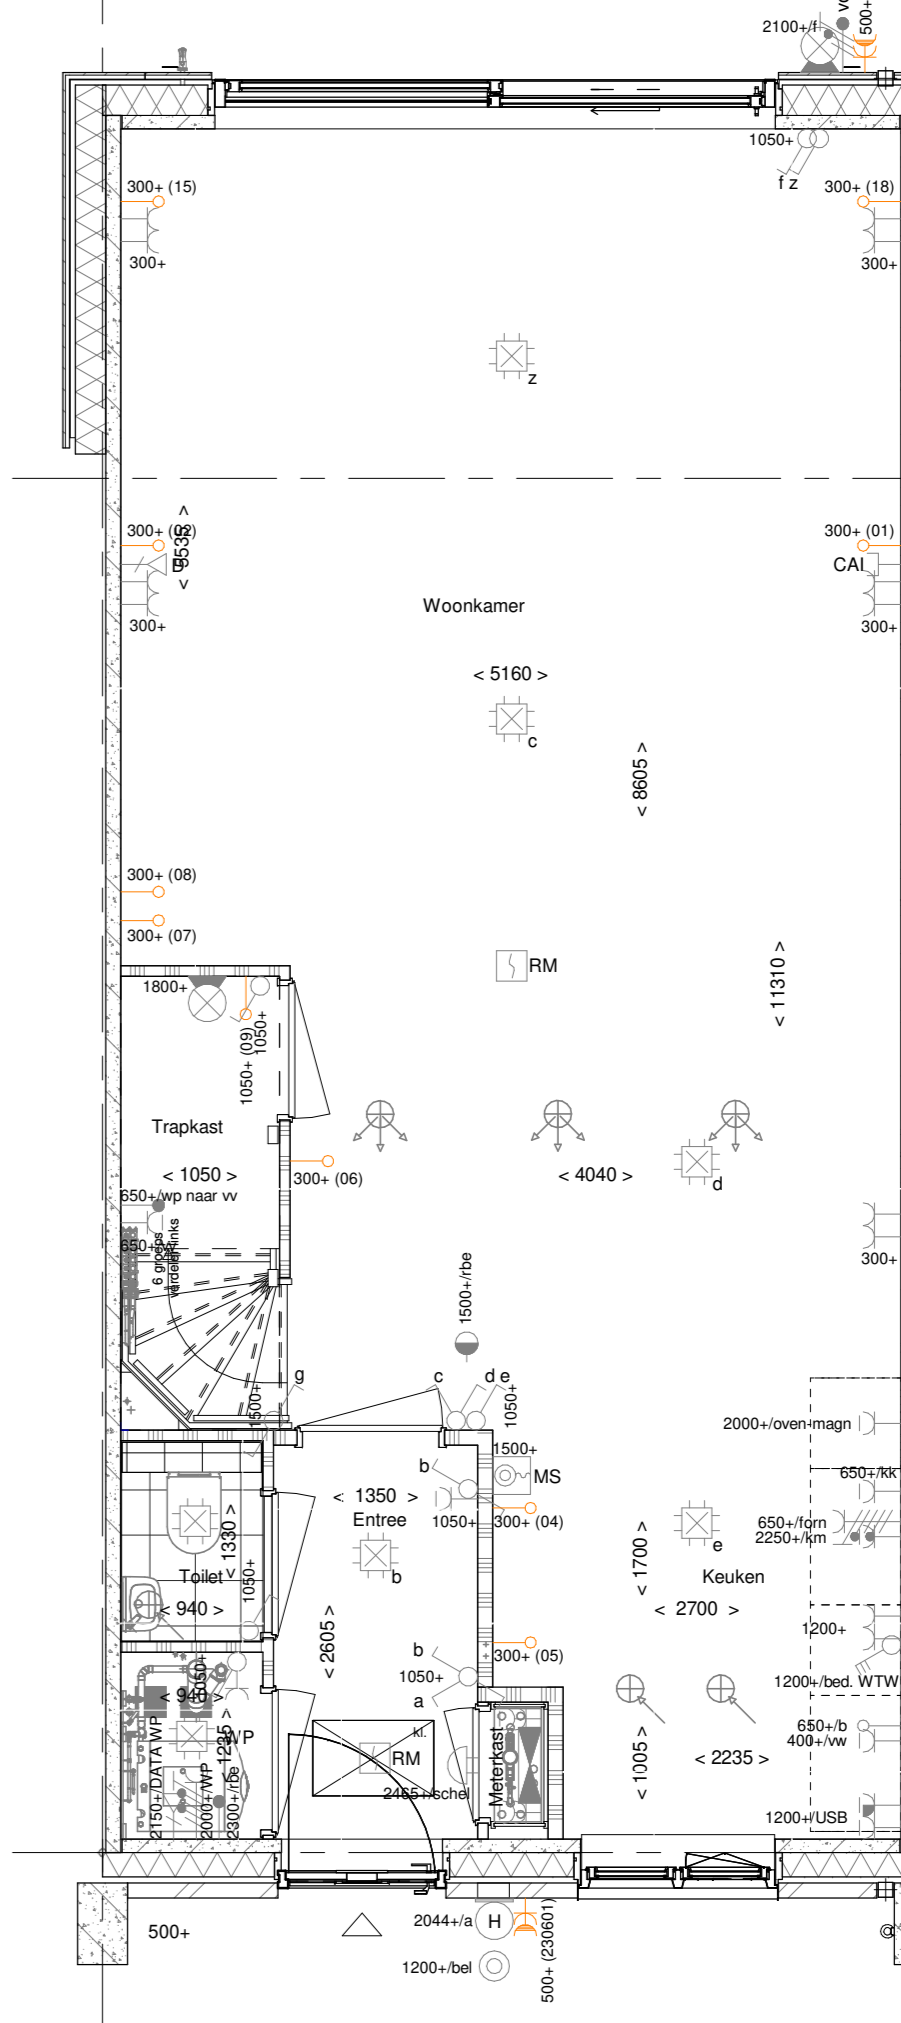 vo
500+
2100+/f
1050+
f z
300+ (15)
300+ (18)
300+
300+
z
300+ (02)
300+ (01)
< 5535 >
CAI
300+
300+
Woonkamer
< 5160 >
c
< 8605 >
300+ (08)
300+ (07)
RM
< 11310 >
1800+
1050+
1050+ (09)
Trapkast
< 1050 >
300+ (06)
< 4040 >
d
650+/wp naar vv
6 groeps
verdeler links
300+
1500+/rbe
g
c
d e
1500+
1050+
2000+/oven-magn
1500+
b
MS
650+/kk
< 1350 >
Entree
1050+
300+ (04)
650+/forn
2250+/km
< 1330 >
b
e
< 1700 >
Toilet
Keuken
1050+
< 940 >
< 2700 >
< 2605 >
1200+
b
300+ (05)
1050+
1050+
1200+/bed. WTW
< 940 >
a
650+/b
400+/vw
< 1235 >
WP
kl.
RM
Meterkast
< 1005 >
< 2235 >
2465+/schel
2150+/DATA WP
2000+/WP
2300+/rbe
1200+/USB
500+
2044+/a
H
500+ (230601)
@
1200+/bel